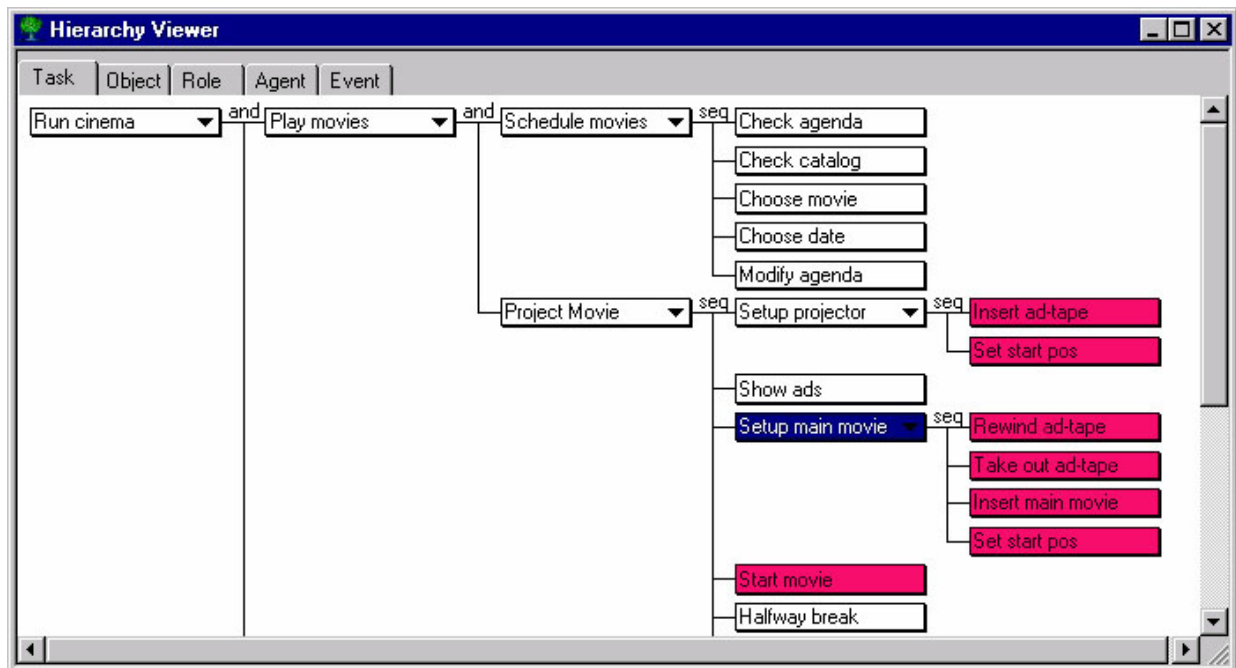 Hierarchy Viewer
Task Object Role Agent Event
Run cinema and Play movies and Schedule movies seq Check agenda
Check catalog
Choose movie
Choose date
Modify agenda
Project Movie seq Setup projector seq Insert ad-tape
Set start pos
Show ads
Setup main movie seq Rewind ad-tape
Take out ad-tape
Insert main movie
Set start pos
Start movie
Halfway break